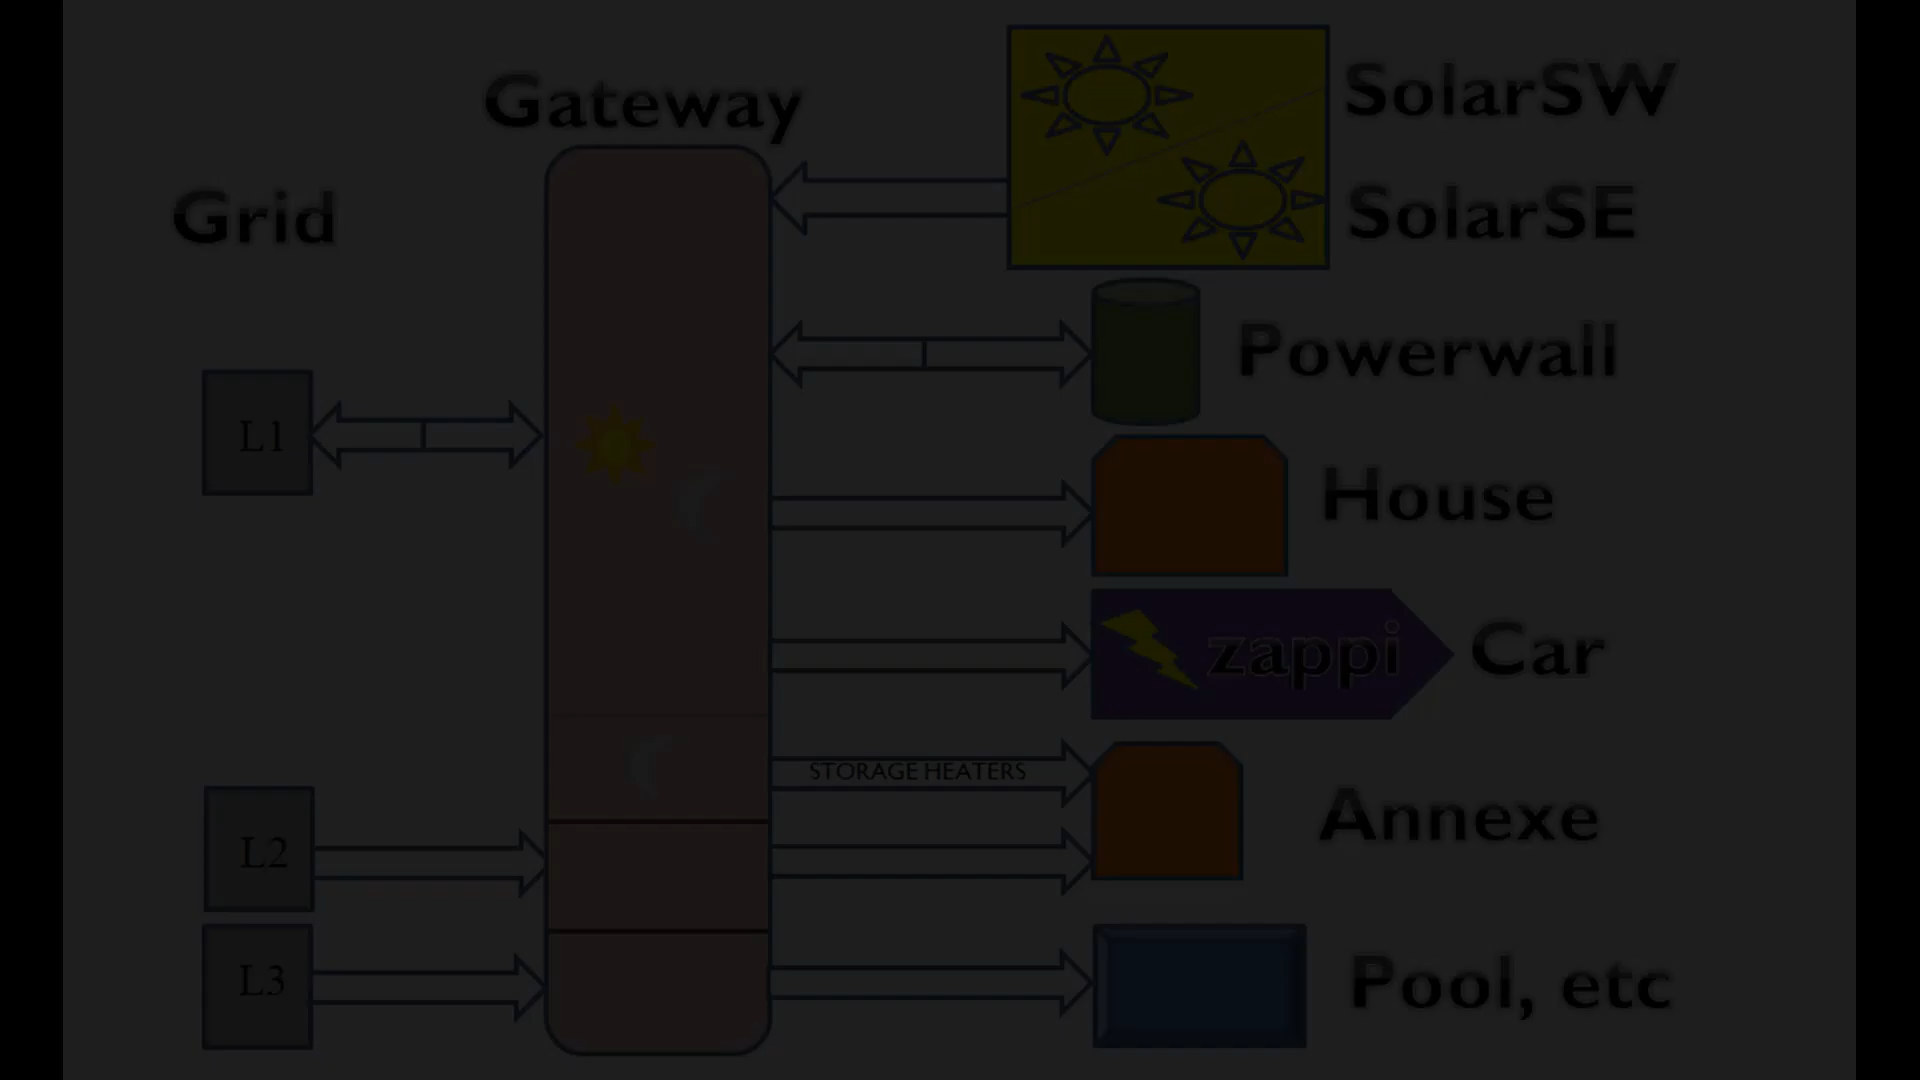 Gateway
Grid
SolarSW
SolarSE
Powerwall
L1
House
zappi
Car
STORAGE HEATERS
Annexe
L2
L3
Pool, etc